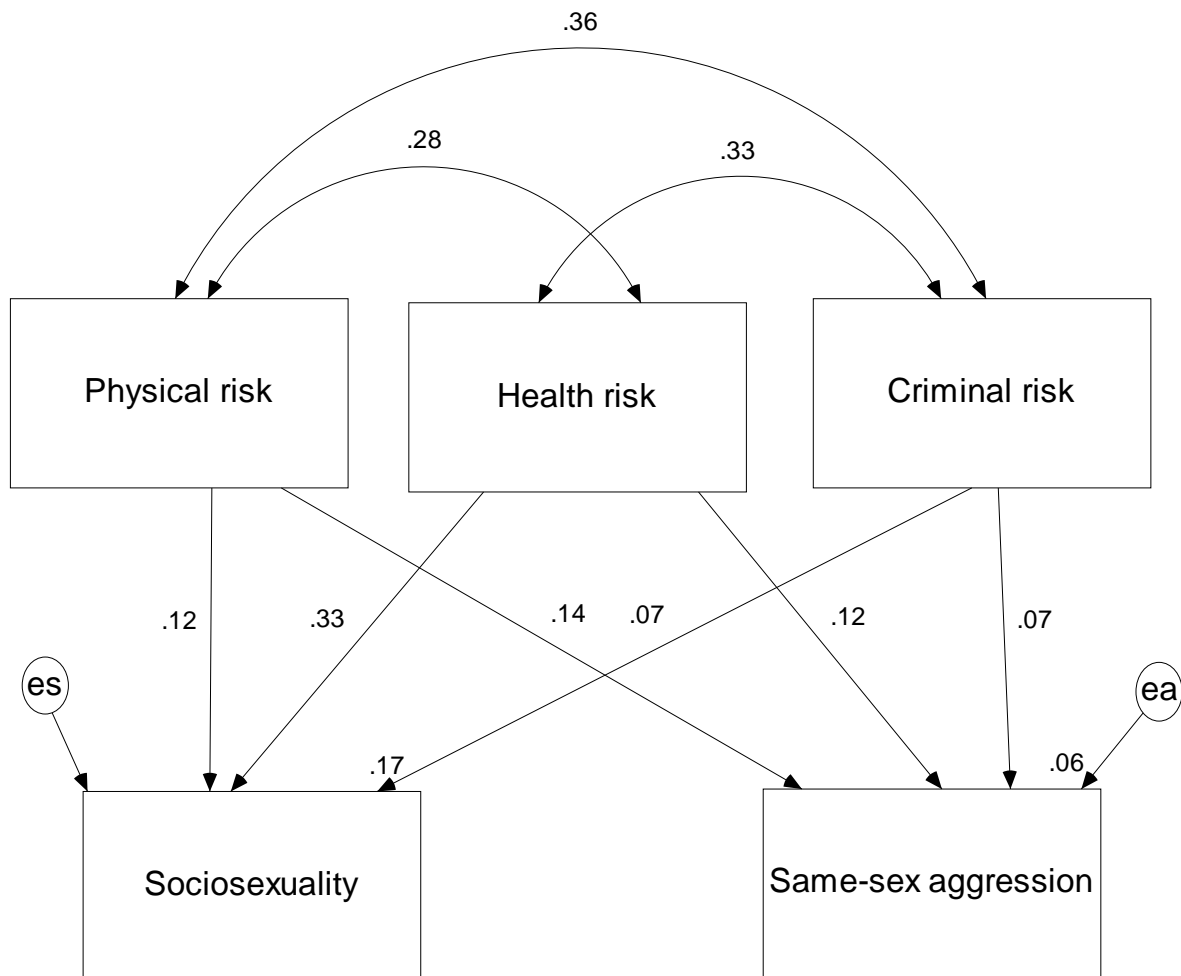 .36
.28
.33
Physical risk
Health risk
Criminal risk
.12
.33
.14
.07
.12
.07
es
ea
.17
.06
Sociosexuality
Same-sex aggression